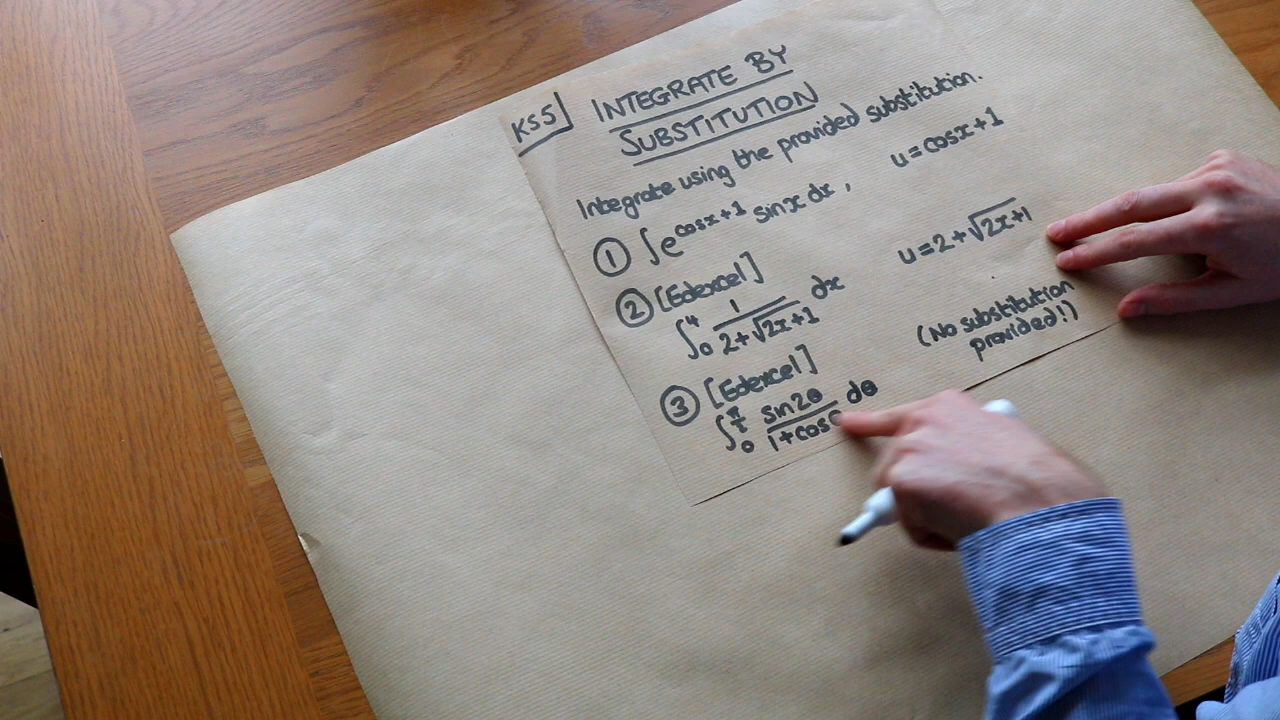 KS5
INTEGRATE BY
SUBSTITUTION
Integrate using the provided substitution.
① ∫e^(cosx+1) sinx dx, u=cosx+1
② [Edexcel]
∫₀⁴ 1/(2+√(2x+1)) dx u=2+√(2x+1)
③ [Edexcel] (No substitution
provided!)
∫₀^(π/2) sin2θ/(1+cosθ) dθ